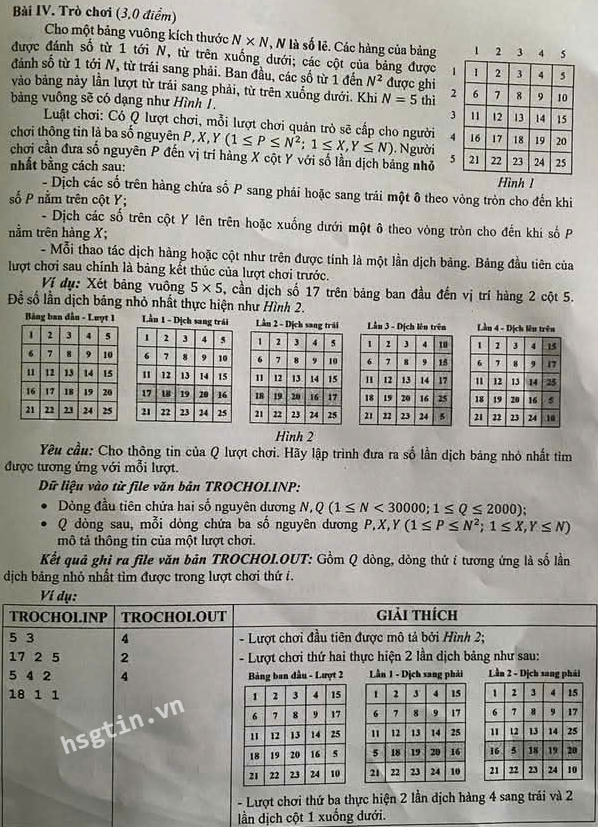 Bài IV. Trò chơi (3,0 điểm)
Cho một bảng vuông kích thước N × N, N là số lẻ. Các hàng của bảng
được đánh số từ 1 tới N, từ trên xuống dưới; các cột của bảng được
đánh số từ 1 tới N, từ trái sang phải. Ban đầu, các số từ 1 đến N² được ghi
vào bảng này lần lượt từ trái sang phải, từ trên xuống dưới. Khi N = 5 thì
bảng vuông sẽ có dạng như Hình 1.
Luật chơi: Có Q lượt chơi, mỗi lượt chơi quản trò sẽ cấp cho người
chơi thông tin là ba số nguyên P, X, Y (1 ≤ P ≤ N²; 1 ≤ X, Y ≤ N). Người
chơi cần đưa số nguyên P đến vị trí hàng X cột Y với số lần dịch bảng nhỏ
nhất bằng cách sau:
1 2 3 4 5
1 1 2 3 4 5
2 6 7 8 9 10
3 11 12 13 14 15
4 16 17 18 19 20
5 21 22 23 24 25
Hình 1
- Dịch các số trên hàng chứa số P sang phải hoặc sang trái một ô theo vòng tròn cho đến khi
số P nằm trên cột Y;
- Dịch các số trên cột Y lên trên hoặc xuống dưới một ô theo vòng tròn cho đến khi số P
nằm trên hàng X;
- Mỗi thao tác dịch hàng hoặc cột như trên được tính là một lần dịch bảng. Bảng đầu tiên của
lượt chơi sau chính là bảng kết thúc của lượt chơi trước.
Ví dụ: Xét bảng vuông 5 × 5, cần dịch số 17 trên bảng ban đầu đến vị trí hàng 2 cột 5.
Để số lần dịch bảng nhỏ nhất thực hiện như Hình 2.
Bảng ban đầu - Lượt 1
1 2 3 4 5
6 7 8 9 10
11 12 13 14 15
16 17 18 19 20
21 22 23 24 25
Lần 1 - Dịch sang trái
1 2 3 4 5
6 7 8 9 10
11 12 13 14 15
17 18 19 20 16
21 22 23 24 25
Lần 2 - Dịch sang trái
1 2 3 4 5
6 7 8 9 10
11 12 13 14 15
18 19 20 16 17
21 22 23 24 25
Lần 3 - Dịch lên trên
1 2 3 4 10
6 7 8 9 15
11 12 13 14 17
18 19 20 16 25
21 22 23 24 5
Lần 4 - Dịch lên trên
1 2 3 4 15
6 7 8 9 17
11 12 13 14 25
18 19 20 16 5
21 22 23 24 10
Hình 2
Yêu cầu: Cho thông tin của Q lượt chơi. Hãy lập trình đưa ra số lần dịch bảng nhỏ nhất tìm
được tương ứng với mỗi lượt.
Dữ liệu vào từ file văn bản TROCHOI.INP:
• Dòng đầu tiên chứa hai số nguyên dương N, Q (1 ≤ N < 30000; 1 ≤ Q ≤ 2000);
• Q dòng sau, mỗi dòng chứa ba số nguyên dương P, X, Y (1 ≤ P ≤ N²; 1 ≤ X, Y ≤ N)
mô tả thông tin của một lượt chơi.
Kết quả ghi ra file văn bản TROCHOI.OUT: Gồm Q dòng, dòng thứ i tương ứng là số lần
dịch bảng nhỏ nhất tìm được trong lượt chơi thứ i.
Ví dụ:
TROCHOI.INP TROCHOI.OUT GIẢI THÍCH
5 3
17 2 5
5 4 2
18 1 1
4
2
4
- Lượt chơi đầu tiên được mô tả bởi Hình 2;
- Lượt chơi thứ hai thực hiện 2 lần dịch bảng như sau:
Bảng ban đầu - Lượt 2
1 2 3 4 15
6 7 8 9 17
11 12 13 14 25
18 19 20 16 5
21 22 23 24 10
Lần 1 - Dịch sang phải
1 2 3 4 15
6 7 8 9 17
11 12 13 14 25
5 18 19 20 16
21 22 23 24 10
Lần 2 - Dịch sang phải
1 2 3 4 15
6 7 8 9 17
11 12 13 14 25
16 5 18 19 20
21 22 23 24 10
- Lượt chơi thứ ba thực hiện 2 lần dịch hàng 4 sang trái và 2
lần dịch cột 1 xuống dưới.
hsgtin.vn